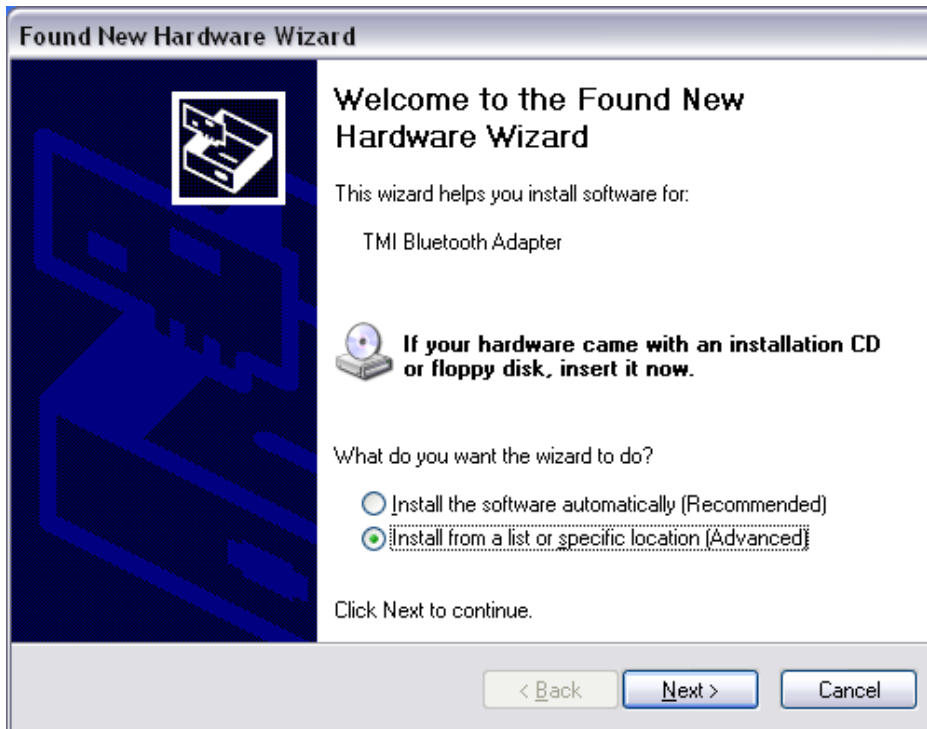 Found New Hardware Wizard
Welcome to the Found New
Hardware Wizard
This wizard helps you install software for:
TMI Bluetooth Adapter
If your hardware came with an installation CD
or floppy disk, insert it now.
What do you want the wizard to do?
Install the software automatically (Recommended)
Install from a list or specific location (Advanced)
Click Next to continue.
< Back
Next >
Cancel